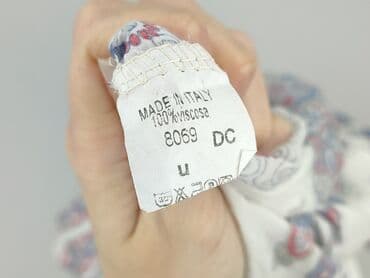 MADE IN ITALY
100%viscosa
8069 DC
U